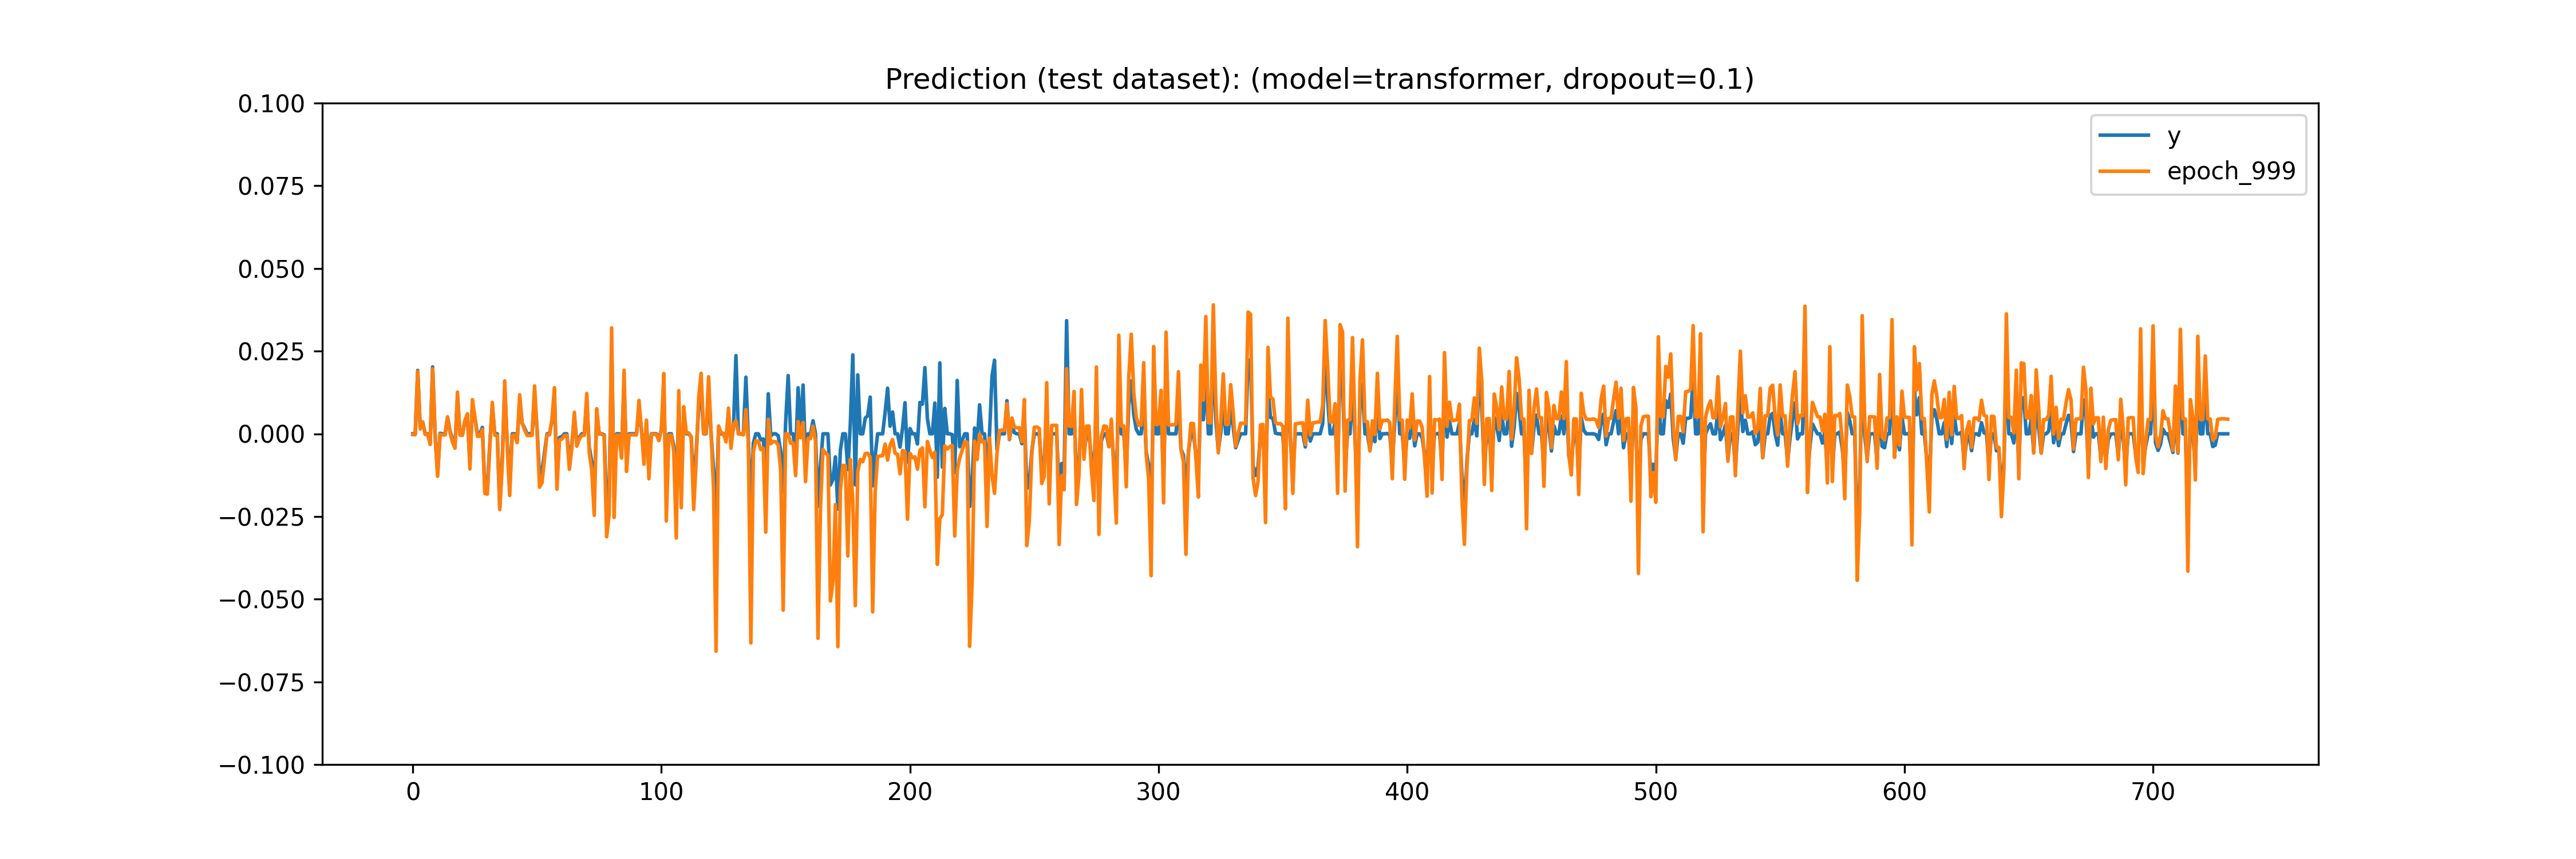 Prediction (test dataset): (model=transformer, dropout=0.1)
0.100
0.075
0.050
0.025
0.000
−0.025
−0.050
−0.075
−0.100
0 100 200 300 400 500 600 700
y
epoch_999